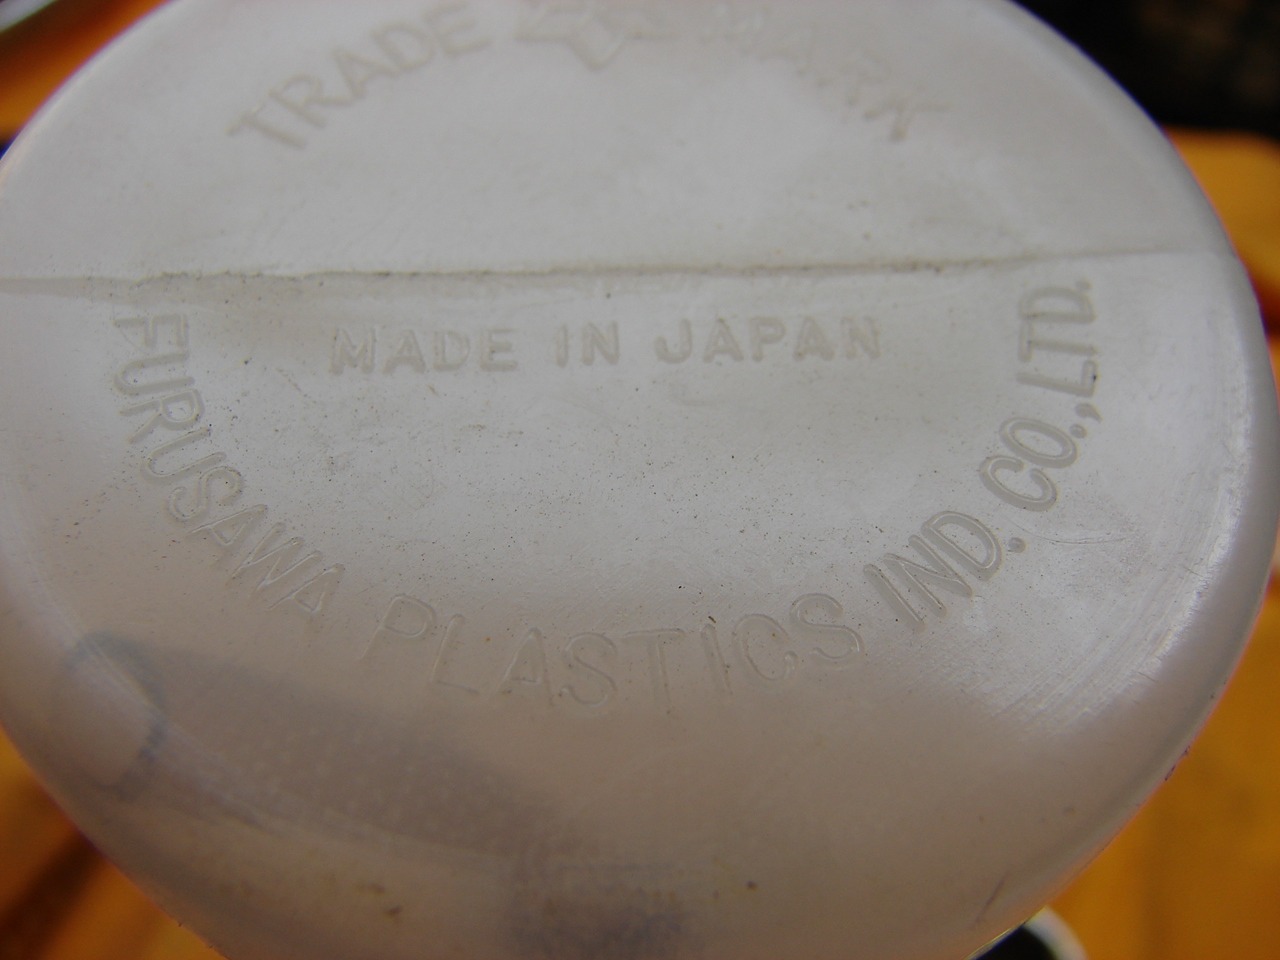 TRADE MARK
MADE IN JAPAN
FURUSAWA PLASTICS IND. CO.,LTD.